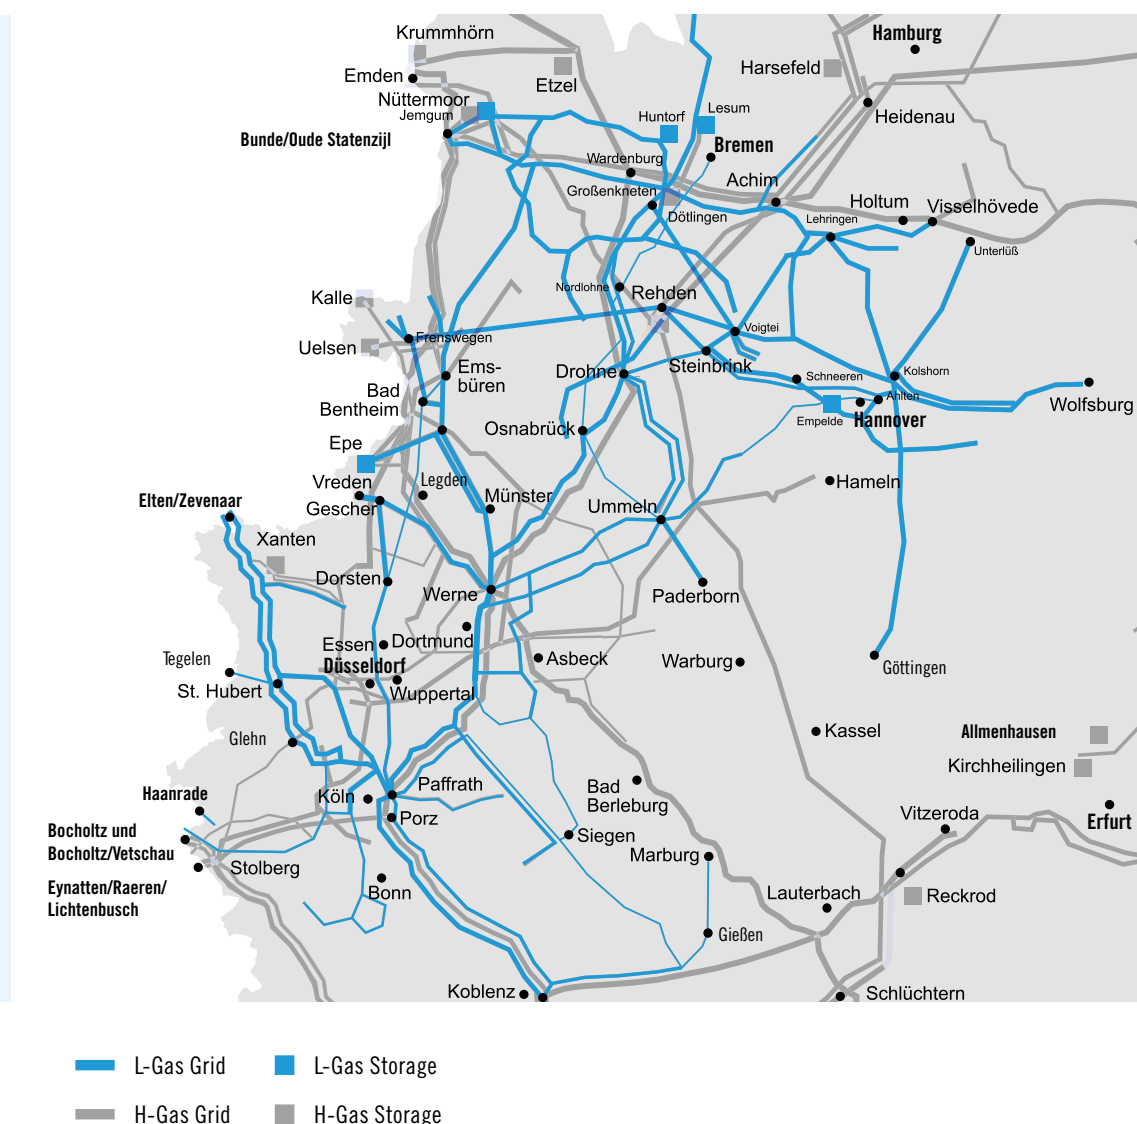 Krummhörn
Hamburg
Emden
Etzel
Harsefeld
Nüttermoor
Jemgum
Huntorf
Lesum
Heidenau
Bunde/Oude Statenzijl
Bremen
Wardenburg
Achim
Großenkneten
Dötlingen
Holtum
Visselhövede
Lehringen
Unterlüß
Kalle
Nordlohne
Rehden
Uelsen
Frenswegen
Voigtei
Ems-
büren
Drohne
Steinbrink
Schneeren
Kolshorn
Bad
Bentheim
Ahlten
Wolfsburg
Empelde
Hannover
Osnabrück
Epe
Vreden
Legden
Hameln
Elten/Zevenaar
Gescher
Münster
Ummeln
Xanten
Dorsten
Werne
Paderborn
Essen
Dortmund
Tegelen
Düsseldorf
Asbeck
Warburg
Göttingen
St. Hubert
Wuppertal
Glehn
Kassel
Allmenhausen
Kirchheilingen
Haanrade
Köln
Paffrath
Bad
Berleburg
Porz
Vitzeroda
Erfurt
Bocholtz und
Bocholtz/Vetschau
Siegen
Marburg
Stolberg
Eynatten/Raeren/
Lichtenbusch
Bonn
Lauterbach
Reckrod
Gießen
Koblenz
Schlüchtern
L-Gas Grid
L-Gas Storage
H-Gas Grid
H-Gas Storage